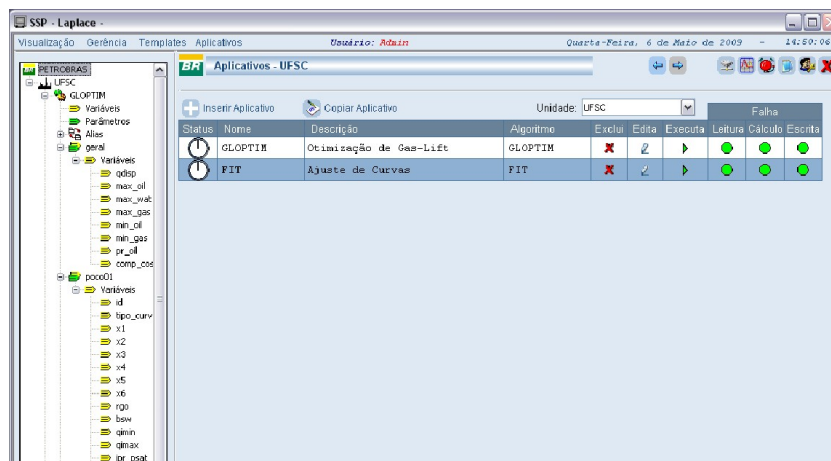 SSP - Laplace -
Visualização Gerência Templates Aplicativos Usuário: Admin Quarta-Feira, 6 de Maio de 2009 - 14:50:06
PETROBRAS
UFSC
GLOPTIM
Variáveis
Parâmetros
Alias
geral
Variáveis
qdisp
max_oil
max_wat
max_gas
min_oil
min_gas
pr_oil
comp_cos
poco01
Variáveis
id
tipo_curv
x1
x2
x3
x4
x5
x6
rgo
bsw
qimin
qimax
ipr_psat
BR Aplicativos - UFSC
Inserir Aplicativo Copiar Aplicativo Unidade: UFSC
Falha
Status Nome Descrição Algoritmo Exclui Edita Executa Leitura Cálculo Escrita
GLOPTIM Otimização de Gas-Lift GLOPTIM
FIT Ajuste de Curvas FIT